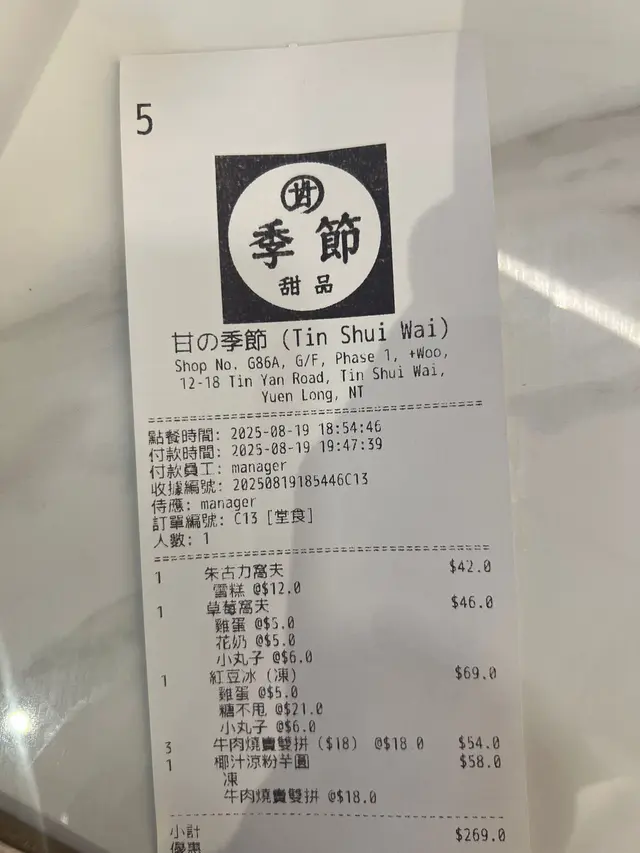 5
甘
季節
甜品
甘の季節 (Tin Shui Wai)
Shop No. G86A, G/F, Phase 1, +Woo,
12-18 Tin Yan Road, Tin Shui Wai,
Yuen Long, NT
點餐時間: 2025-08-19 18:54:46
付款時間: 2025-08-19 19:47:39
付款員工: manager
收據編號: 20250819185446C13
侍應: manager
訂單編號: C13 [堂食]
人數: 1
1 朱古力窩夫 $42.0
雪糕 @$12.0
1 草莓窩夫 $46.0
雞蛋 @$5.0
花奶 @$5.0
小丸子 @$6.0
1 紅豆冰 (凍) $69.0
雞蛋 @$5.0
糖不甩 @$21.0
小丸子 @$6.0
3 牛肉燒賣雙拼 ($18) @$18.0 $54.0
1 椰汁涼粉芋圓 $58.0
凍
牛肉燒賣雙拼 @$18.0
小計 $269.0
優惠